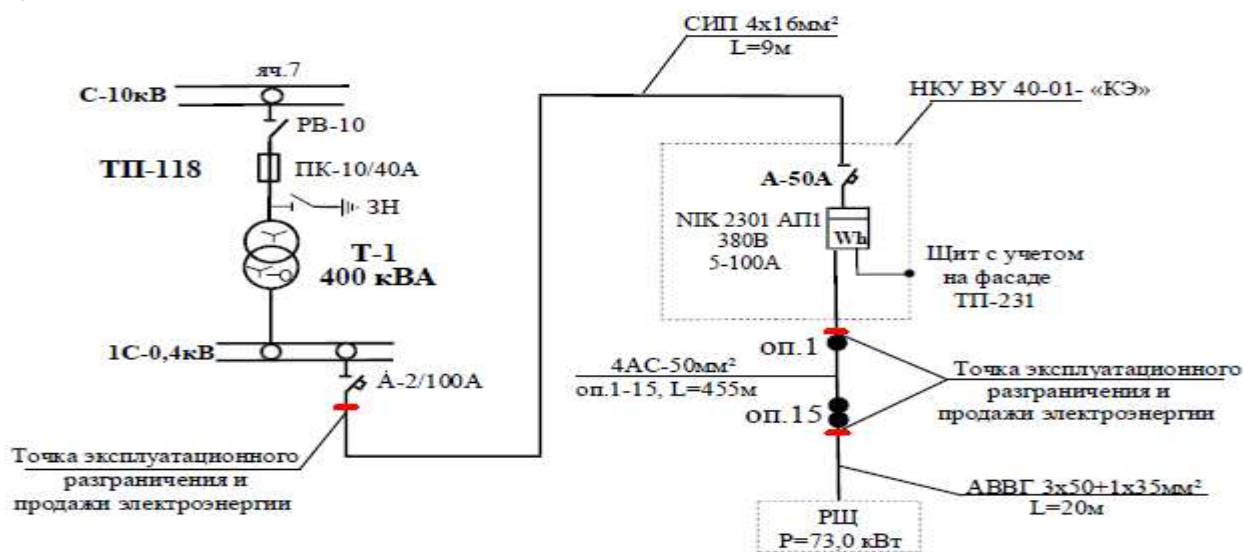 яч.7
С-10кВ
РВ-10
ТП-118
ПК-10/40А
ЗН
Т-1
400 кВА
1С-0,4кВ
А-2/100А
Точка эксплуатационного
разграничения и
продажи электроэнергии
СИП 4х16мм²
L=9м
НКУ ВУ 40-01- «КЭ»
А-50А
NIK 2301 АП1
380В
5-100А
Wh
Щит с учетом
на фасаде
ТП-231
оп.1
4АС-50мм²
оп.1-15, L=455м
оп.15
Точка эксплуатационного
разграничения и
продажи электроэнергии
АВВГ 3х50+1х35мм²
L=20м
РЩ
Р=73,0 кВт